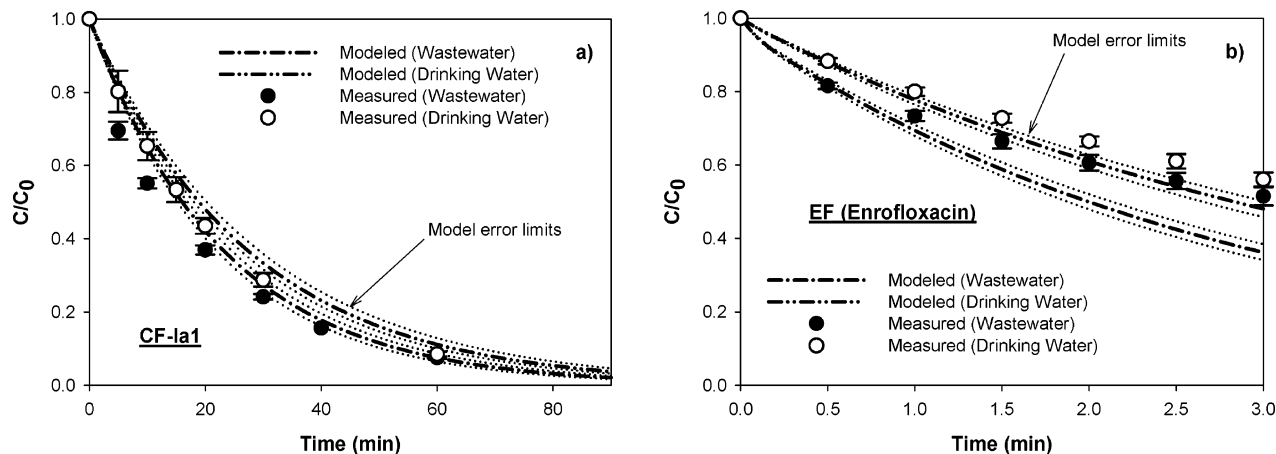 1.0
0.8
0.6
0.4
0.2
0.0
C/C0
0
20
40
60
80
Time (min)
a)
Modeled (Wastewater)
Modeled (Drinking Water)
Measured (Wastewater)
Measured (Drinking Water)
Model error limits
CF-Ia1
1.0
0.8
0.6
0.4
0.2
0.0
C/C0
0.0
0.5
1.0
1.5
2.0
2.5
3.0
Time (min)
Model error limits
b)
EF (Enrofloxacin)
Modeled (Wastewater)
Modeled (Drinking Water)
Measured (Wastewater)
Measured (Drinking Water)